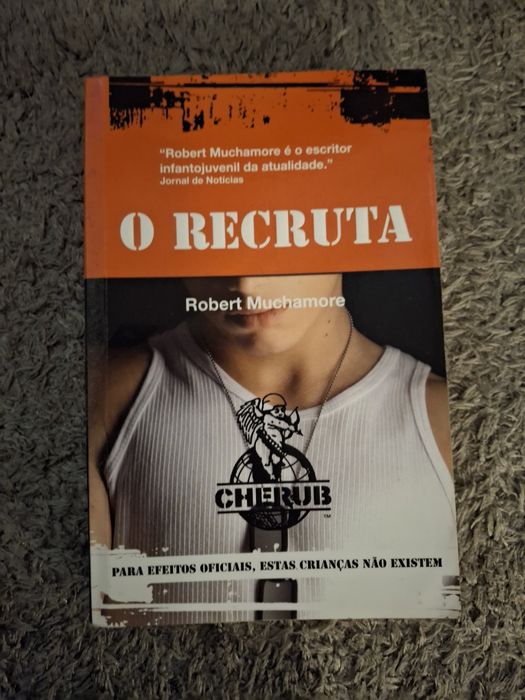 “Robert Muchamore é o escritor
infantojuvenil da atualidade.”
Jornal de Notícias
O RECRUTA
Robert Muchamore
CHERUB
TM
PARA EFEITOS OFICIAIS, ESTAS CRIANÇAS NÃO EXISTEM